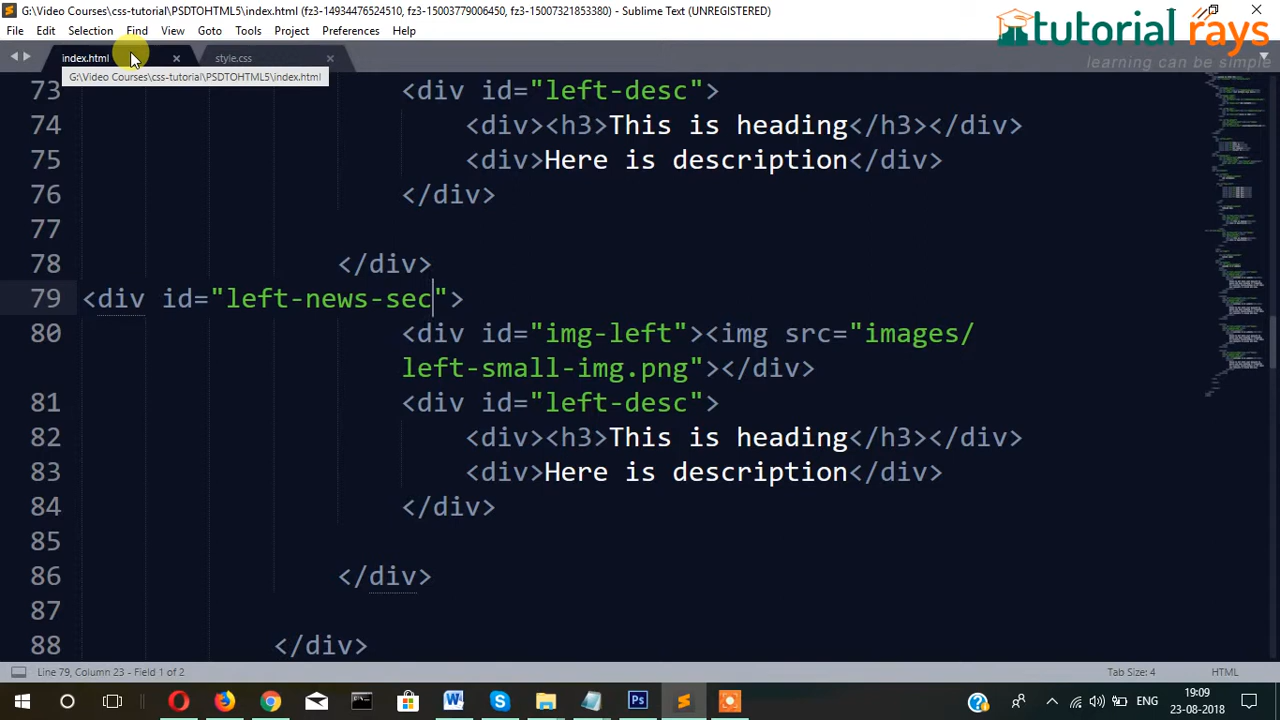 G:\Video Courses\css-tutorial\PSDTOHTML5\index.html (fz3-14934476524510, fz3-1503779006450, fz3-15007321853380) - Sublime Text (UNREGISTERED)
File Edit Selection Find View Goto Tools Project Preferences Help
tutorial rays
learning can be simple
index.html style.css
G:\Video Courses\css-tutorial\PSDTOHTML5\index.html
73 <div id="left-desc">
74 <div><h3>This is heading</h3></div>
75 <div>Here is description</div>
76 </div>
77
78 </div>
79 <div id="left-news-sec">
80 <div id="img-left"><img src="images/
left-small-img.png"></div>
81 <div id="left-desc">
82 <div><h3>This is heading</h3></div>
83 <div>Here is description</div>
84 </div>
85
86 </div>
87
88 </div>
Line 79, Column 23 - Field 1 of 2 Tab Size: 4 HTML
ENG 19:09
23-08-2018